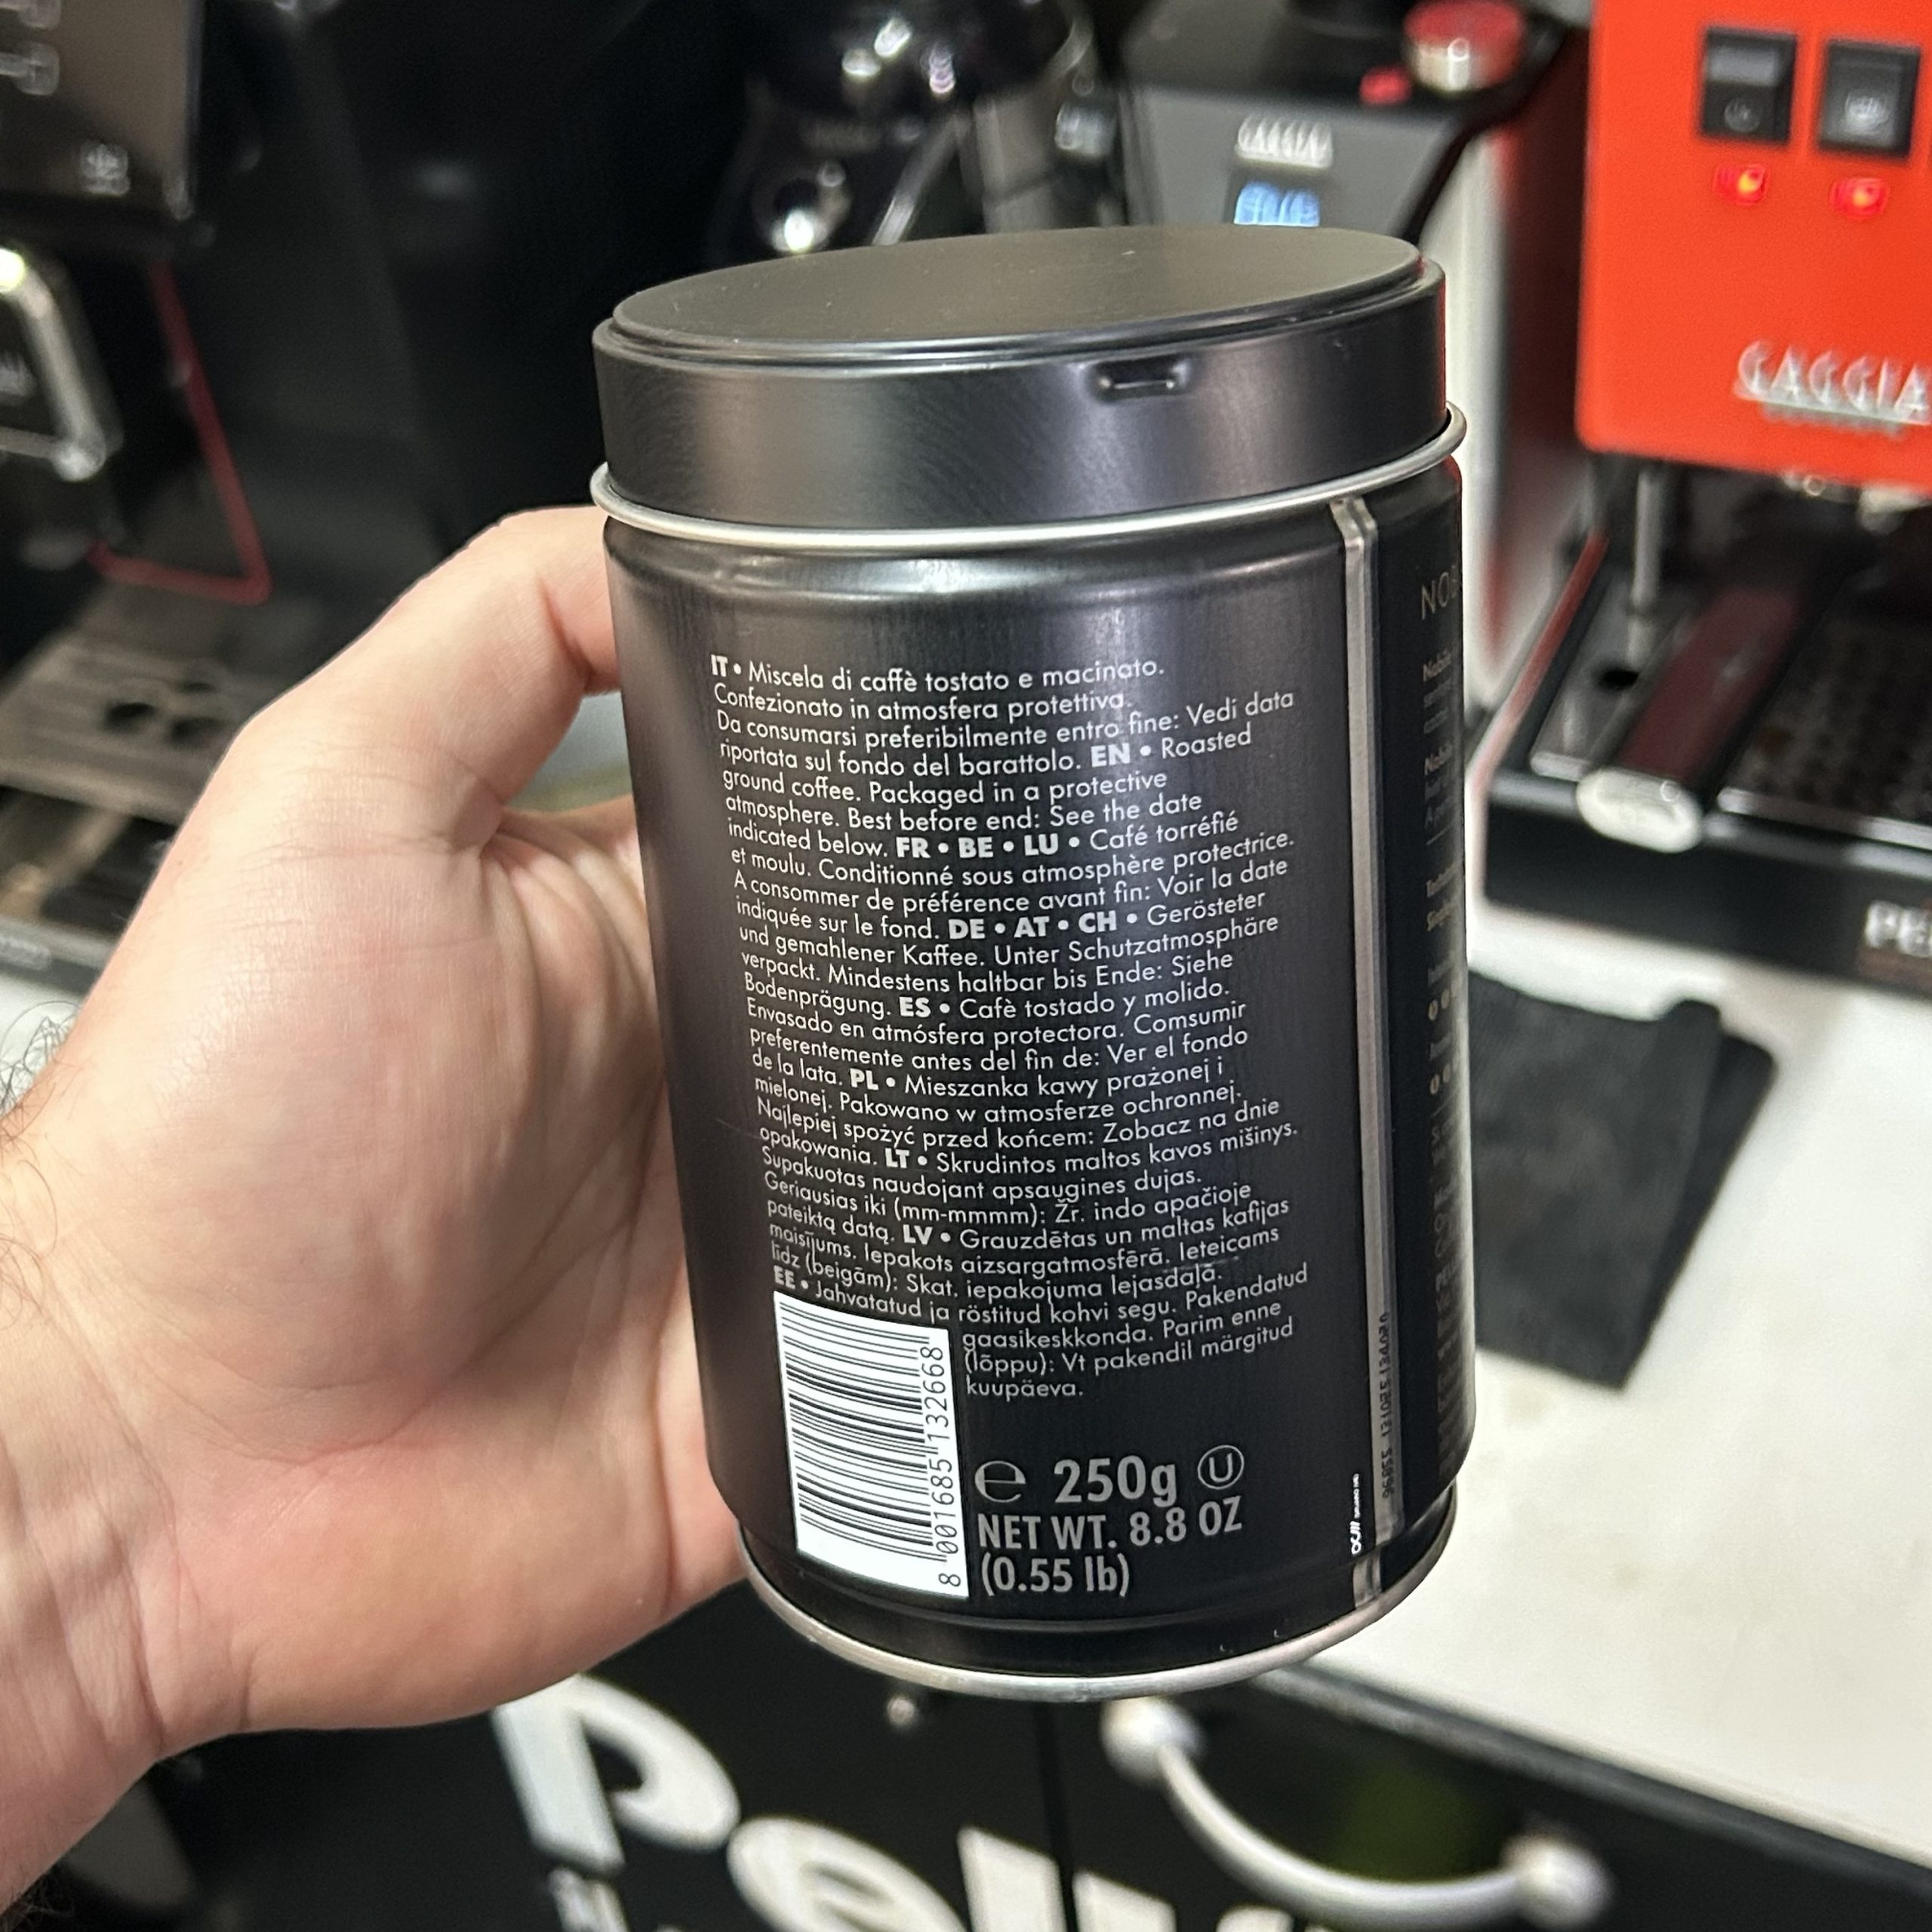 GAGGIA
GAGGIA
IT • Miscela di caffè tostato e macinato.
Confezionato in atmosfera protettiva.
Da consumarsi preferibilmente entro fine: Vedi data
riportata sul fondo del barattolo. EN • Roasted
ground coffee. Packaged in a protective
atmosphere. Best before end: See the date
indicated below. FR • BE • LU • Café torréfié
et moulu. Conditionné sous atmosphère protectrice.
A consommer de préférence avant fin: Voir la date
indiquée sur le fond. DE • AT • CH • Gerösteter
und gemahlener Kaffee. Unter Schutzatmosphäre
verpackt. Mindestens haltbar bis Ende: Siehe
Bodenprägung. ES • Cafè tostado y molido.
Envasado en atmósfera protectora. Comsumir
preferentemente antes del fin de: Ver el fondo
de la lata. PL • Mieszanka kawy prażonej i
mielonej. Pakowano w atmosferze ochronnej.
Najlepiej spożyć przed końcem: Zobacz na dnie
opakowania. LT • Skrudintos maltos kavos mišinys.
Supakuotas naudojant apsaugines dujas.
Geriausias iki (mm-mmmm): Žr. indo apačioje
pateiktą datą. LV • Grauzdētas un maltas kafijas
maisījums. Iepakots aizsargatmosfērā. Ieteicams
līdz (beigām): Skat. iepakojuma lejasdaļā.
EE • Jahvatatud ja röstitud kohvi segu. Pakendatud
gaasikeskkonda. Parim enne
(lõppu): Vt pakendil märgitud
kuupäeva.
8 001685 132668
℮ 250g U
NET WT. 8.8 OZ
(0.55 lb)